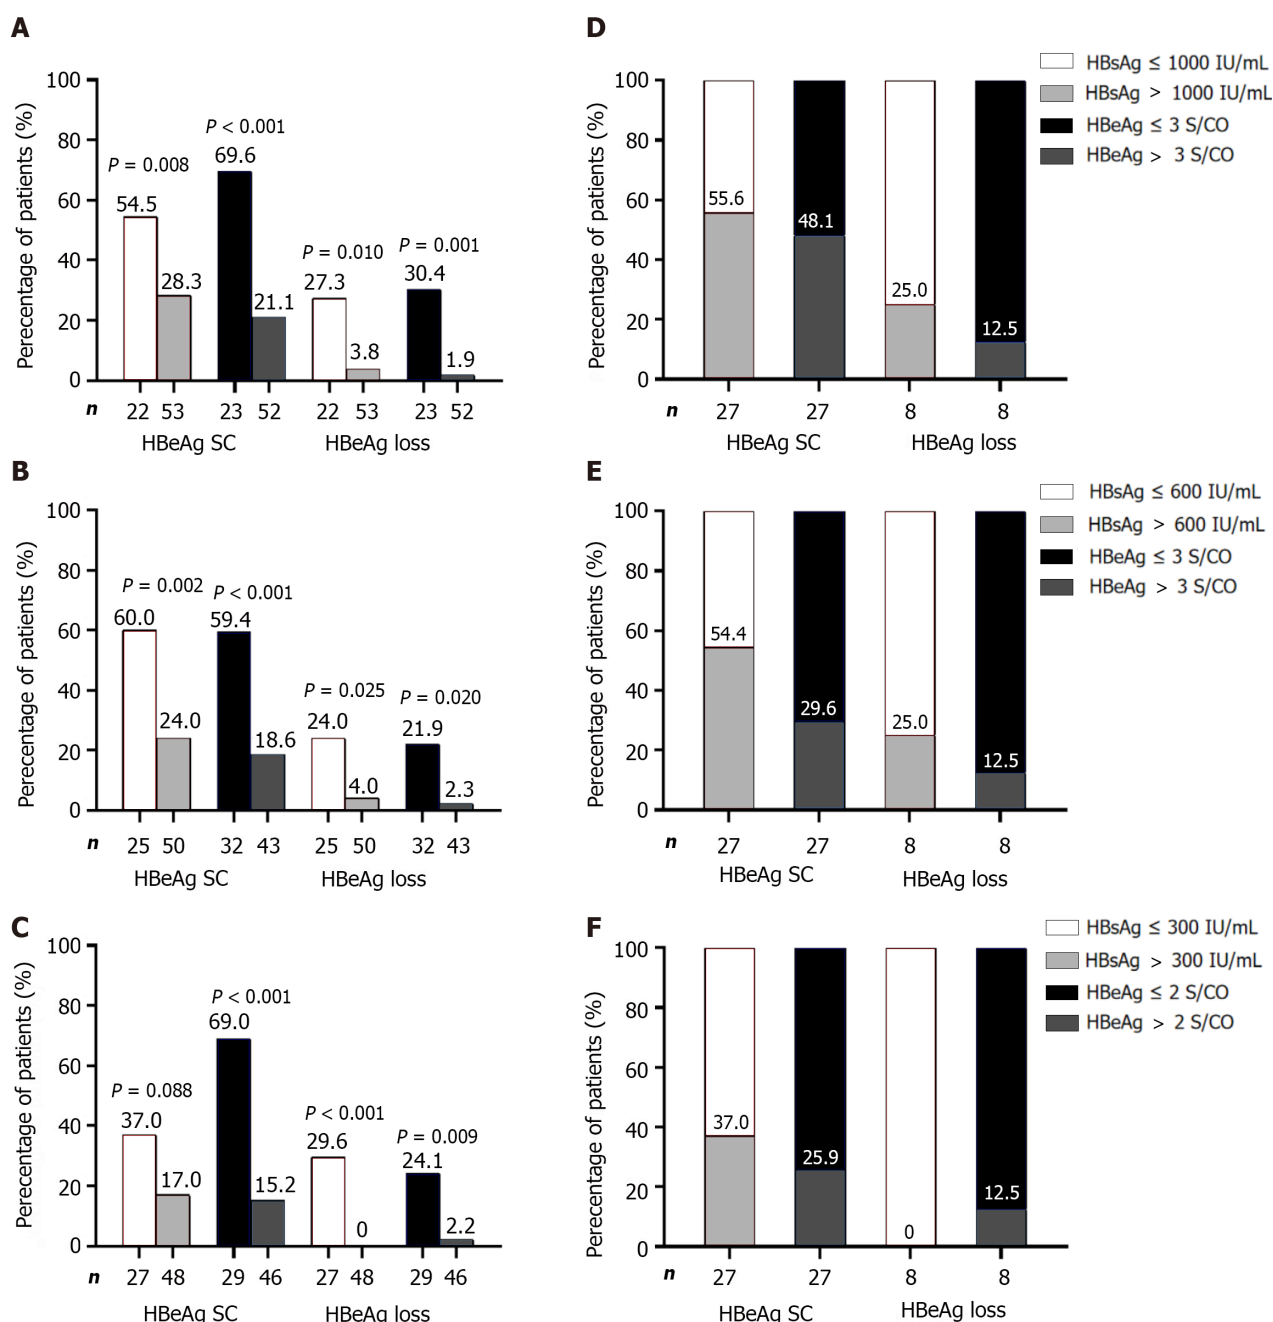 A
Perecentage of patients (%)
100
80
60
40
20
0
P = 0.008
54.5
28.3
P < 0.001
69.6
21.1
P = 0.010
27.3
3.8
P = 0.001
30.4
1.9
n 22 53 23 52 22 53 23 52
HBeAg SC HBeAg loss
D
Perecentage of patients (%)
100
80
60
40
20
0
55.6
48.1
25.0
12.5
n 27 27 8 8
HBeAg SC HBeAg loss
HBsAg ≤ 1000 IU/mL
HBsAg > 1000 IU/mL
HBeAg ≤ 3 S/CO
HBeAg > 3 S/CO
B
Perecentage of patients (%)
100
80
60
40
20
0
P = 0.002
60.0
24.0
P < 0.001
59.4
18.6
P = 0.025
24.0
4.0
P = 0.020
21.9
2.3
n 25 50 32 43 25 50 32 43
HBeAg SC HBeAg loss
E
Perecentage of patients (%)
100
80
60
40
20
0
54.4
29.6
25.0
12.5
n 27 27 8 8
HBeAg SC HBeAg loss
HBsAg ≤ 600 IU/mL
HBsAg > 600 IU/mL
HBeAg ≤ 3 S/CO
HBeAg > 3 S/CO
C
Perecentage of patients (%)
100
80
60
40
20
0
P = 0.088
37.0
17.0
P < 0.001
69.0
15.2
P < 0.001
29.6
0
P = 0.009
24.1
2.2
n 27 48 29 46 27 48 29 46
HBeAg SC HBeAg loss
F
Perecentage of patients (%)
100
80
60
40
20
0
37.0
25.9
0
12.5
n 27 27 8 8
HBeAg SC HBeAg loss
HBsAg ≤ 300 IU/mL
HBsAg > 300 IU/mL
HBeAg ≤ 2 S/CO
HBeAg > 2 S/CO